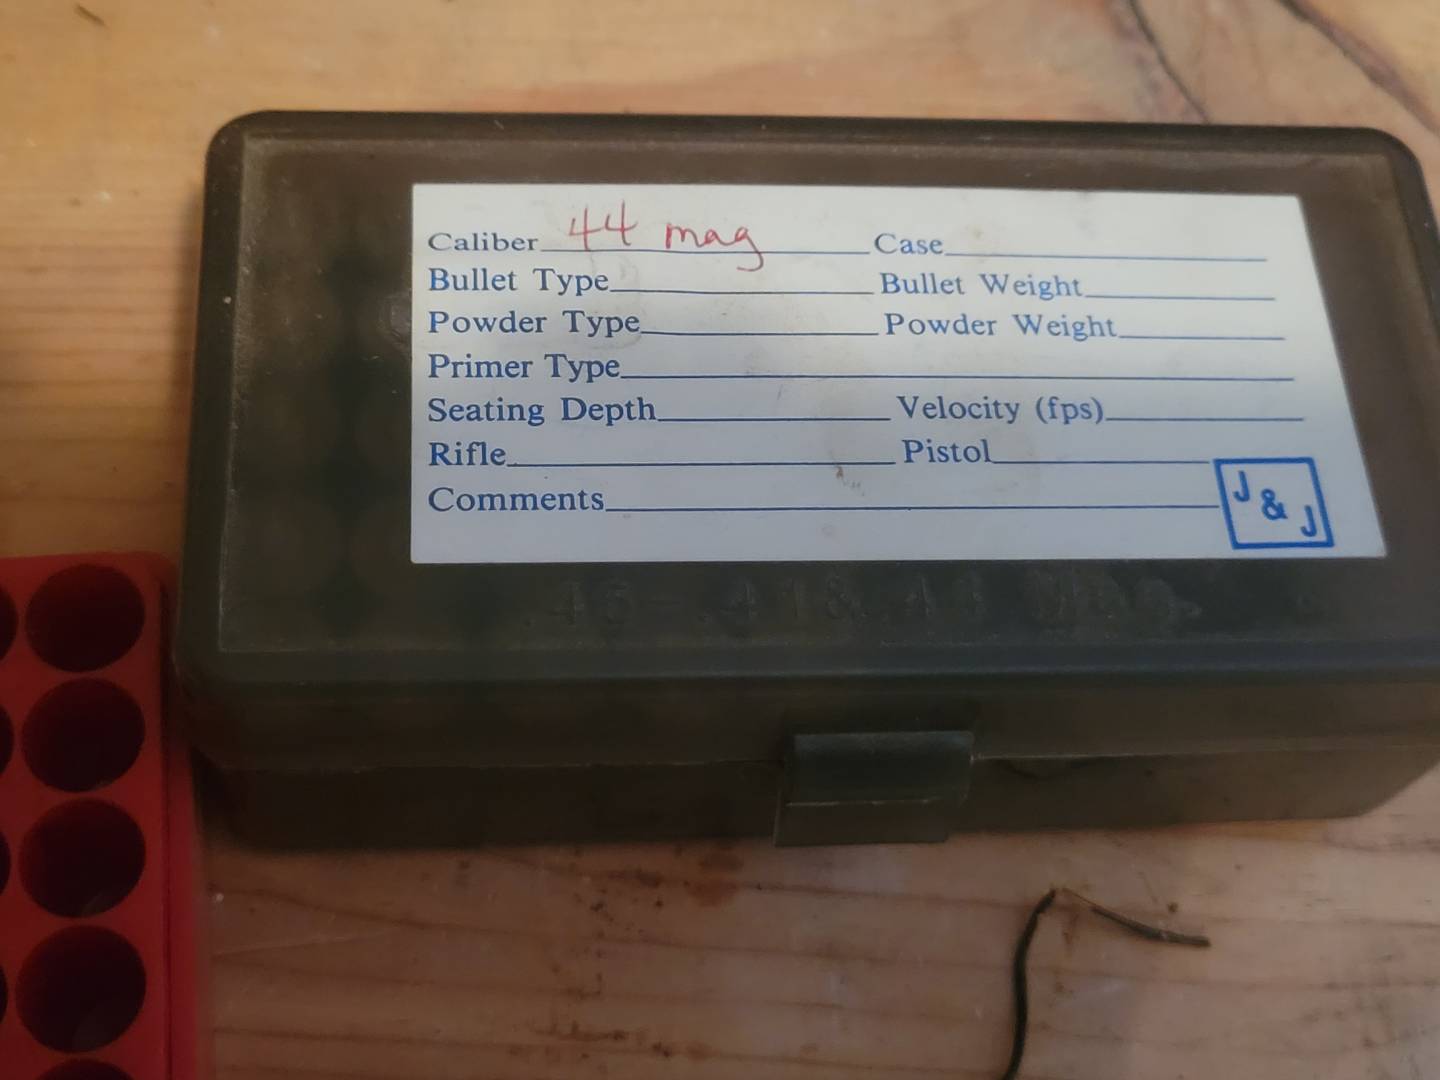 Caliber 44 mag Case
Bullet Type Bullet Weight
Powder Type Powder Weight
Primer Type
Seating Depth Velocity (fps)
Rifle Pistol
Comments
J & J